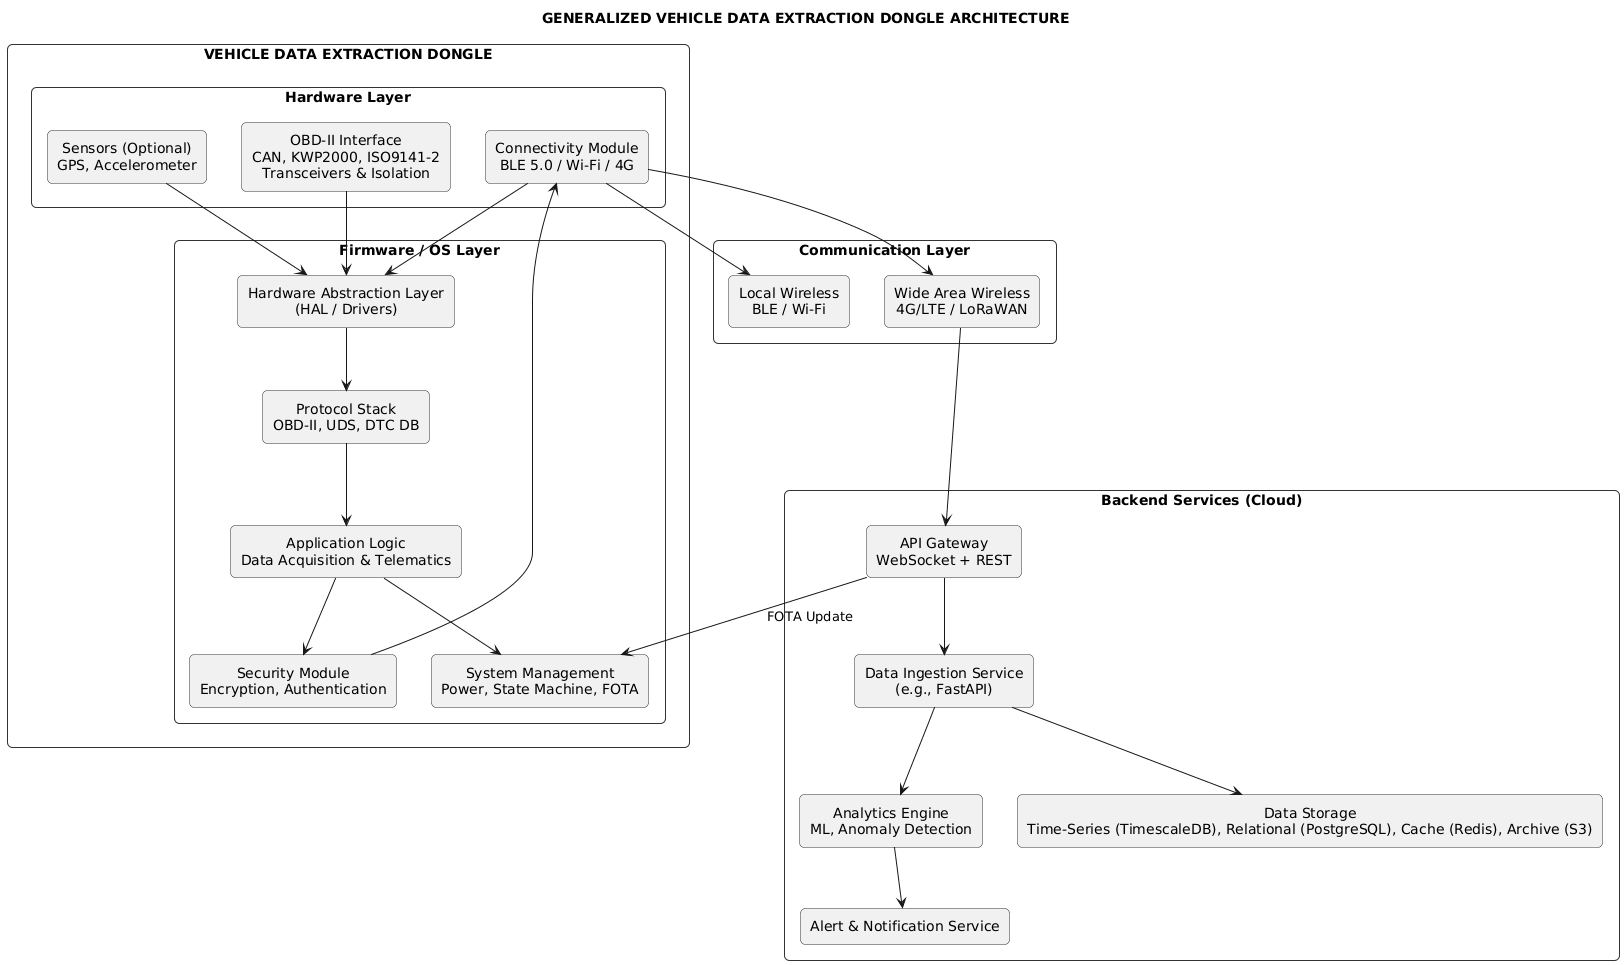 GENERALIZED VEHICLE DATA EXTRACTION DONGLE ARCHITECTURE
VEHICLE DATA EXTRACTION DONGLE
Hardware Layer
Sensors (Optional)
GPS, Accelerometer
OBD-II Interface
CAN, KWP2000, ISO9141-2
Transceivers & Isolation
Connectivity Module
BLE 5.0 / Wi-Fi / 4G
Firmware / OS Layer
Hardware Abstraction Layer
(HAL / Drivers)
Protocol Stack
OBD-II, UDS, DTC DB
Application Logic
Data Acquisition & Telematics
Security Module
Encryption, Authentication
System Management
Power, State Machine, FOTA
Communication Layer
Local Wireless
BLE / Wi-Fi
Wide Area Wireless
4G/LTE / LoRaWAN
Backend Services (Cloud)
API Gateway
WebSocket + REST
FOTA Update
Data Ingestion Service
(e.g., FastAPI)
Analytics Engine
ML, Anomaly Detection
Data Storage
Time-Series (TimescaleDB), Relational (PostgreSQL), Cache (Redis), Archive (S3)
Alert & Notification Service